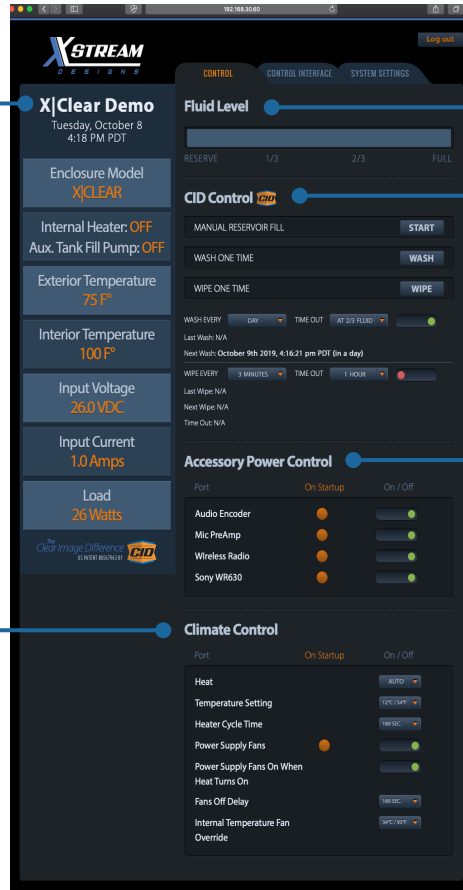 192.168.30.60
XSTREAM
DESIGNS
Log out
CONTROL
CONTROL INTERFACE
SYSTEM SETTINGS
X|Clear Demo
Tuesday, October 8
4:18 PM PDT
Enclosure Model
X|CLEAR
Internal Heater: OFF
Aux. Tank Fill Pump: OFF
Exterior Temperature
75 F°
Interior Temperature
100 F°
Input Voltage
26.0 VDC
Input Current
1.0 Amps
Load
26 Watts
The
Clear Image Difference CID
Fluid Level
RESERVE 1/3 2/3 FULL
CID Control CID
MANUAL RESERVOIR FILL START
WASH ONE TIME WASH
WIPE ONE TIME WIPE
WASH EVERY DAY TIME OUT AT 2/3 FLUID
Last Wash: N/A
Next Wash: October 9th 2019, 4:16:21 pm PDT (in a day)
WIPE EVERY 3 MINUTES TIME OUT 1 HOUR
Last Wipe: N/A
Next Wipe: N/A
Time Out: N/A
Accessory Power Control
Port On Startup On / Off
Audio Encoder
Mic PreAmp
WIreless Radio
Sony WR630
Climate Control
Port On Startup On / Off
Heat AUTO
Temperature Setting 12°C / 54°F
Heater Cycle Time 180 SEC.
Power Supply Fans
Power Supply Fans On When
Heat Turns On
Fans Off Delay 180 SEC.
Internal Temperature Fan
Override